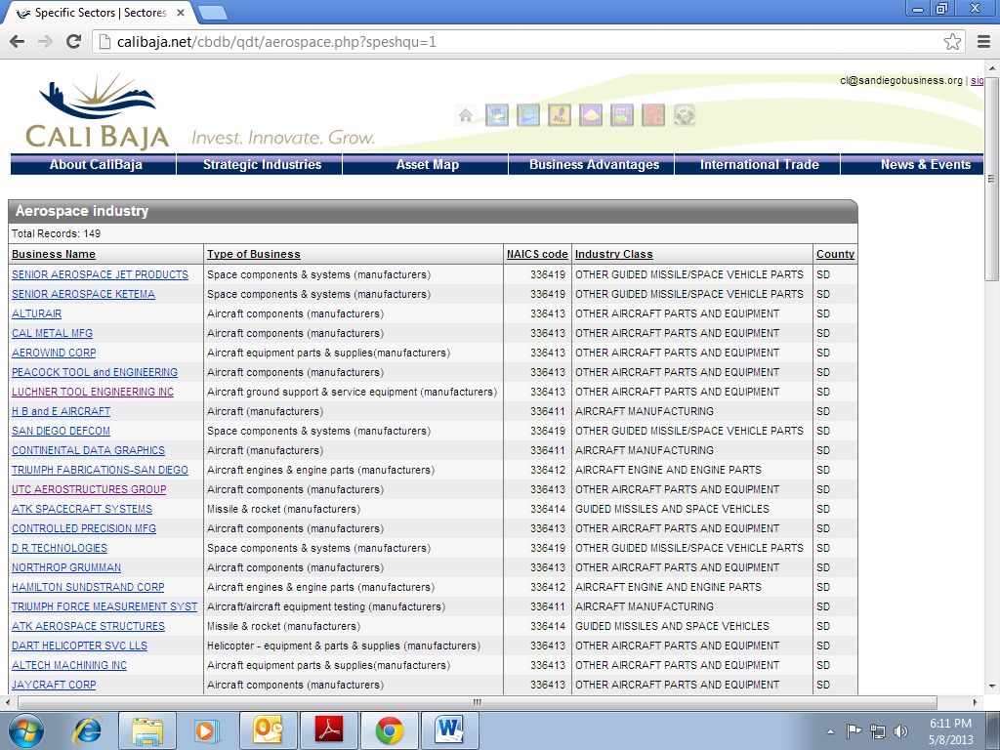 Specific Sectors | Sectores
calibaja.net/cbdb/qdt/aerospace.php?speshqu=1
cl@sandiegobusiness.org | sig
CALI BAJA Invest. Innovate. Grow.
About CaliBaja Strategic Industries Asset Map Business Advantages International Trade News & Events
Aerospace industry
Total Records: 149
Business Name Type of Business NAICS code Industry Class County
SENIOR AEROSPACE JET PRODUCTS Space components & systems (manufacturers) 336419 OTHER GUIDED MISSILE/SPACE VEHICLE PARTS SD
SENIOR AEROSPACE KETEMA Space components & systems (manufacturers) 336419 OTHER GUIDED MISSILE/SPACE VEHICLE PARTS SD
ALTURAIR Aircraft components (manufacturers) 336413 OTHER AIRCRAFT PARTS AND EQUIPMENT SD
CAL METAL MFG Aircraft components (manufacturers) 336413 OTHER AIRCRAFT PARTS AND EQUIPMENT SD
AEROWIND CORP Aircraft equipment parts & supplies(manufacturers) 336413 OTHER AIRCRAFT PARTS AND EQUIPMENT SD
PEACOCK TOOL and ENGINEERING Aircraft components (manufacturers) 336413 OTHER AIRCRAFT PARTS AND EQUIPMENT SD
LUCHNER TOOL ENGINEERING INC Aircraft ground support & service equipment (manufacturers) 336413 OTHER AIRCRAFT PARTS AND EQUIPMENT SD
H B and E AIRCRAFT Aircraft (manufacturers) 336411 AIRCRAFT MANUFACTURING SD
SAN DIEGO DEFCOM Space components & systems (manufacturers) 336419 OTHER GUIDED MISSILE/SPACE VEHICLE PARTS SD
CONTINENTAL DATA GRAPHICS Aircraft (manufacturers) 336411 AIRCRAFT MANUFACTURING SD
TRIUMPH FABRICATIONS-SAN DIEGO Aircraft engines & engine parts (manufacturers) 336412 AIRCRAFT ENGINE AND ENGINE PARTS SD
UTC AEROSTRUCTURES GROUP Aircraft components (manufacturers) 336413 OTHER AIRCRAFT PARTS AND EQUIPMENT SD
ATK SPACECRAFT SYSTEMS Missile & rocket (manufacturers) 336414 GUIDED MISSILES AND SPACE VEHICLES SD
CONTROLLED PRECISION MFG Aircraft components (manufacturers) 336413 OTHER AIRCRAFT PARTS AND EQUIPMENT SD
D R TECHNOLOGIES Space components & systems (manufacturers) 336419 OTHER GUIDED MISSILE/SPACE VEHICLE PARTS SD
NORTHROP GRUMMAN Aircraft components (manufacturers) 336413 OTHER AIRCRAFT PARTS AND EQUIPMENT SD
HAMILTON SUNDSTRAND CORP Aircraft engines & engine parts (manufacturers) 336412 AIRCRAFT ENGINE AND ENGINE PARTS SD
TRIUMPH FORCE MEASUREMENT SYST Aircraft/aircraft equipment testing (manufacturers) 336411 AIRCRAFT MANUFACTURING SD
ATK AEROSPACE STRUCTURES Missile & rocket (manufacturers) 336414 GUIDED MISSILES AND SPACE VEHICLES SD
DART HELICOPTER SVC LLS Helicopter - equipment & parts & supplies (manufacturers) 336413 OTHER AIRCRAFT PARTS AND EQUIPMENT SD
ALTECH MACHINING INC Aircraft equipment parts & supplies(manufacturers) 336413 OTHER AIRCRAFT PARTS AND EQUIPMENT SD
JAYCRAFT CORP Aircraft components (manufacturers) 336413 OTHER AIRCRAFT PARTS AND EQUIPMENT SD
6:11 PM
5/8/2013